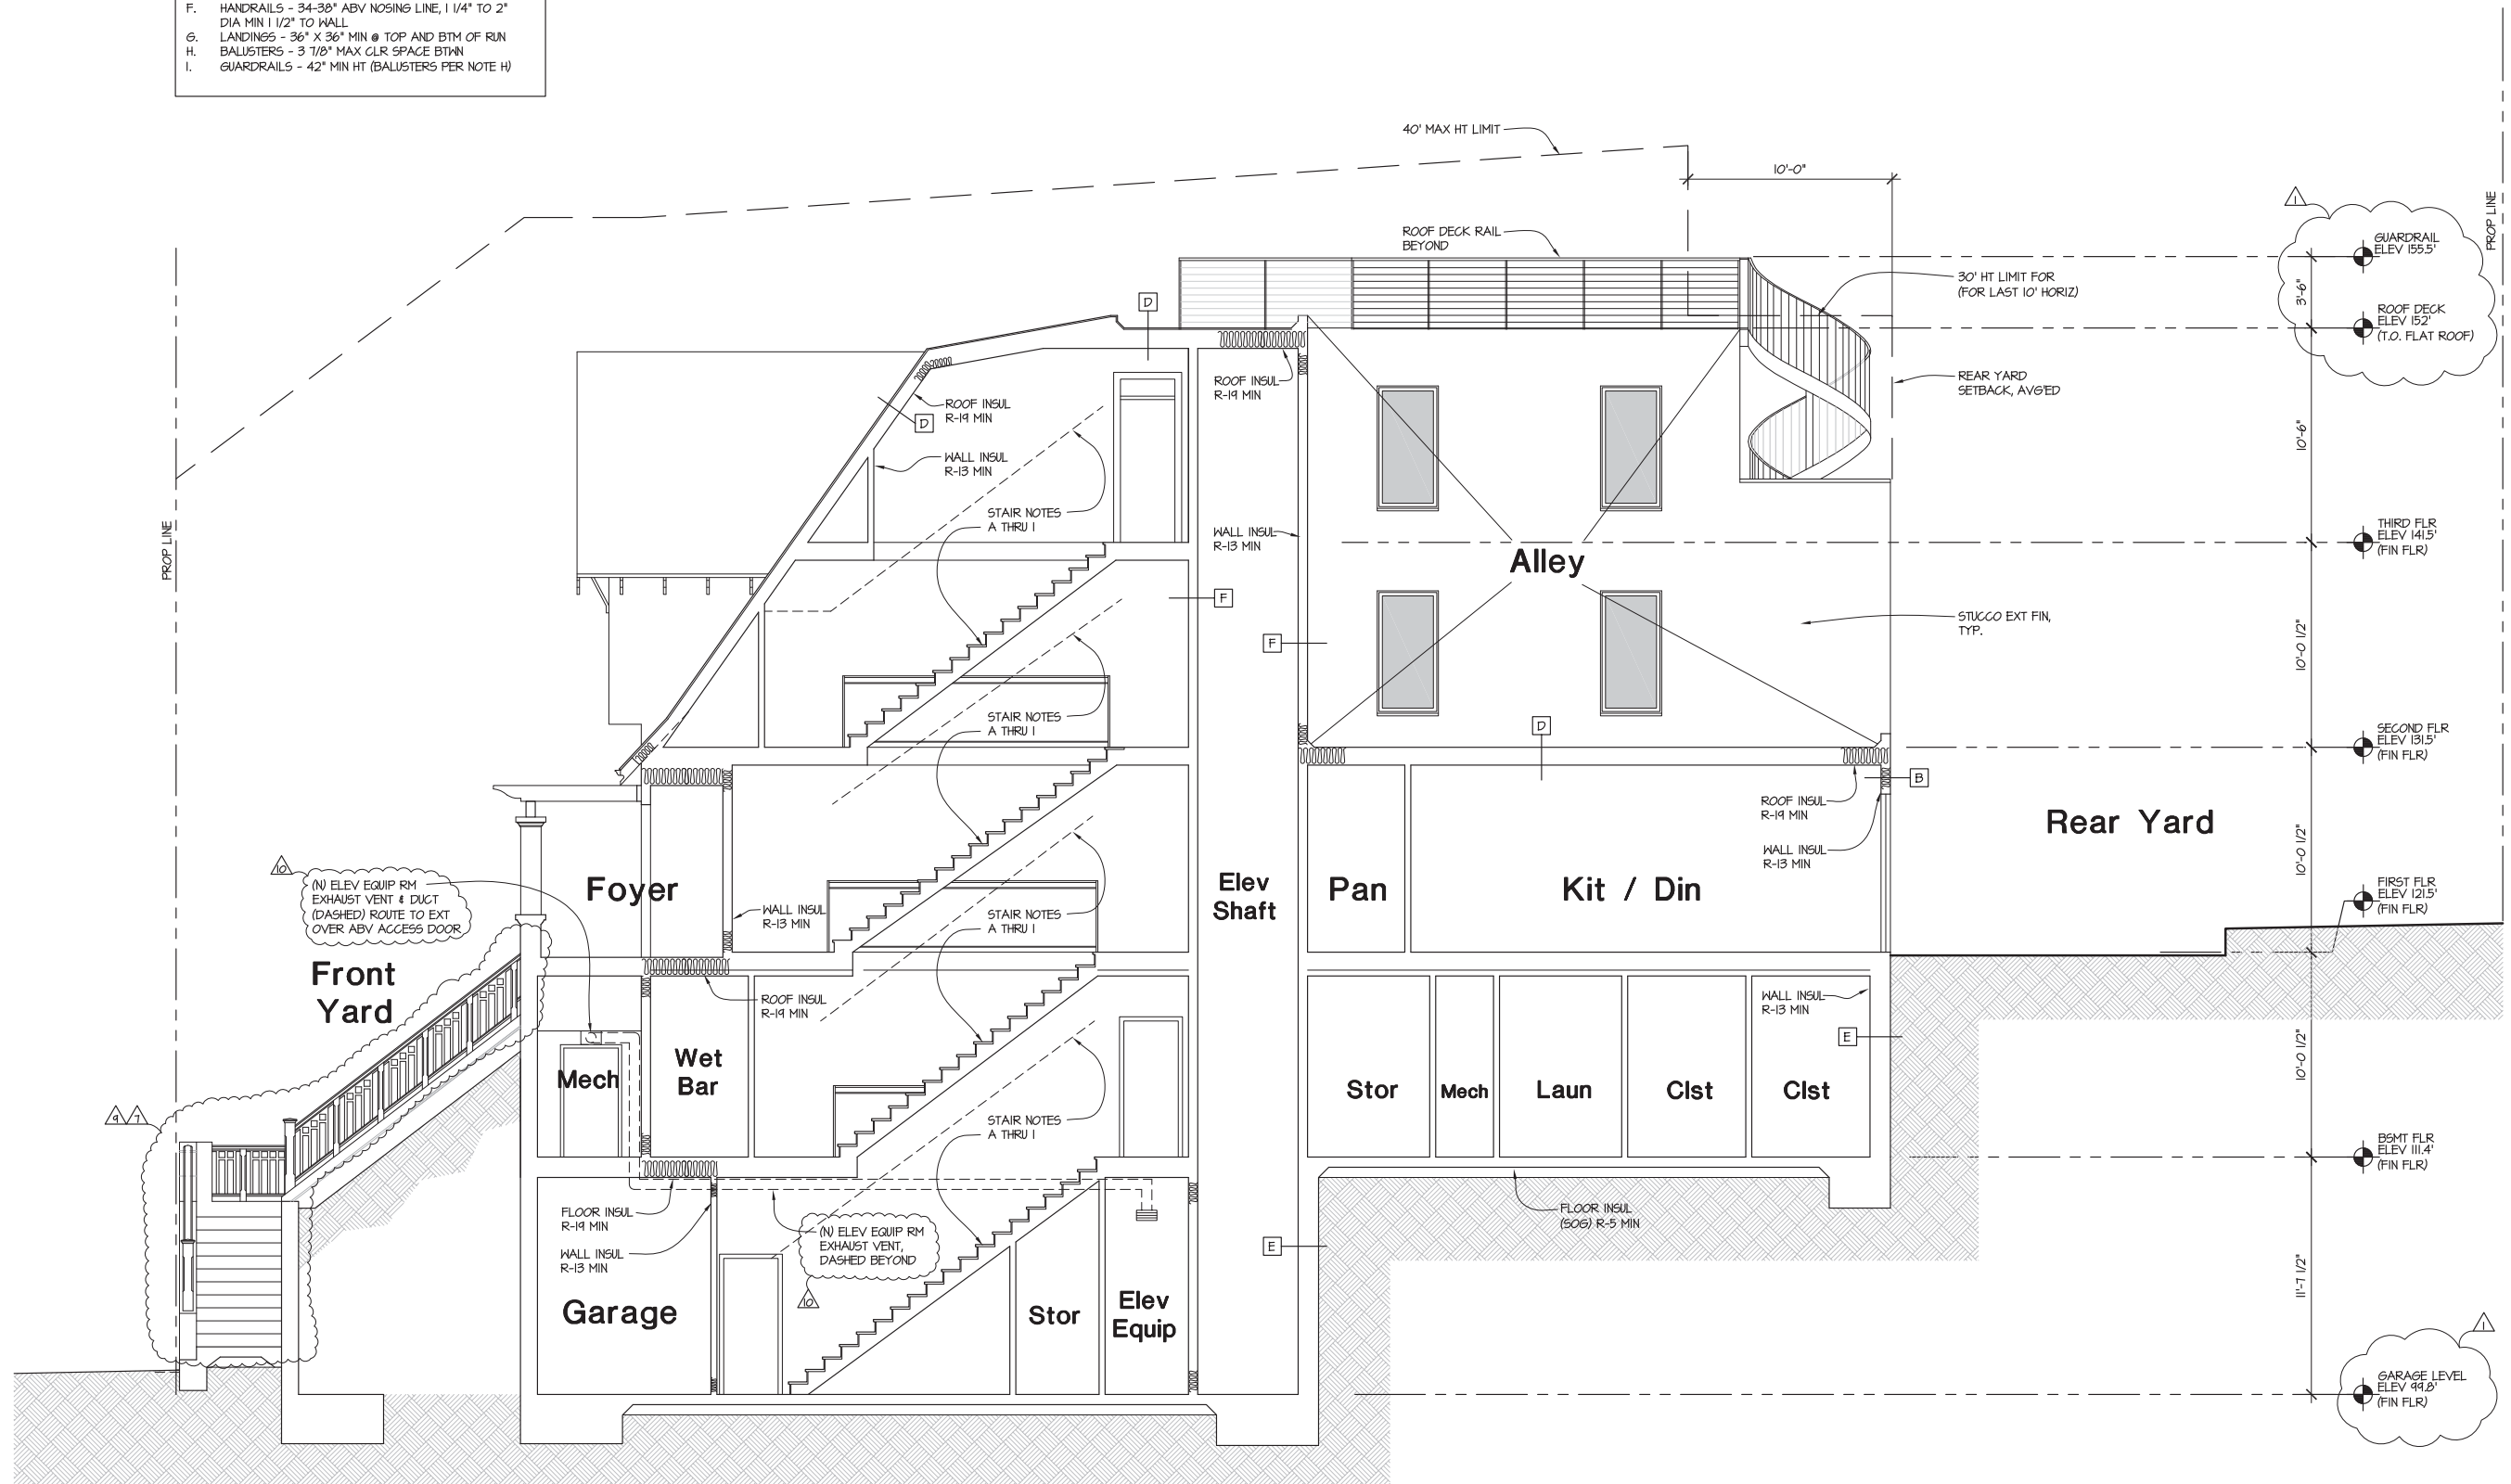 F. HANDRAILS - 34-38" ABV NOSING LINE, 1 1/4" TO 2"
DIA MIN 1 1/2" TO WALL
G. LANDINGS - 36" X 36" MIN @ TOP AND BTM OF RUN
H. BALUSTERS - 3 7/8" MAX CLR SPACE BTWN
I. GUARDRAILS - 42" MIN HT (BALUSTERS PER NOTE H)
40' MAX HT LIMIT
10'-0"
1
PROP LINE
ROOF DECK RAIL
BEYOND
GUARDRAIL
ELEV 155.5'
30' HT LIMIT FOR
(FOR LAST 10' HORIZ)
3'-6"
D
ROOF DECK
ELEV 152'
(T.O. FLAT ROOF)
ROOF INSUL
R-19 MIN
REAR YARD
SETBACK, AVG'ED
ROOF INSUL
R-19 MIN
D
10'-6"
WALL INSUL
R-13 MIN
STAIR NOTES
A THRU I
WALL INSUL
R-13 MIN
PROP LINE
THIRD FLR
ELEV 141.5'
(FIN FLR)
Alley
F
STUCCO EXT FIN,
TYP.
F
10'-0 1/2"
STAIR NOTES
A THRU I
D
SECOND FLR
ELEV 131.5'
(FIN FLR)
B
ROOF INSUL
R-19 MIN
Rear Yard
WALL INSUL
R-13 MIN
10'-0 1/2"
10
(N) ELEV EQUIP RM
EXHAUST VENT & DUCT
(DASHED) ROUTE TO EXT
OVER ABV ACCESS DOOR
Foyer
WALL INSUL
R-13 MIN
STAIR NOTES
A THRU I
Elev
Shaft
Pan
Kit / Din
FIRST FLR
ELEV 121.5'
(FIN FLR)
Front
Yard
ROOF INSUL
R-19 MIN
WALL INSUL
R-13 MIN
E
10'-0 1/2"
Mech
Wet
Bar
Stor
Mech
Laun
Clst
Clst
9
7
STAIR NOTES
A THRU I
BSMT FLR
ELEV 111.4'
(FIN FLR)
FLOOR INSUL
R-19 MIN
FLOOR INSUL
(SOG) R-5 MIN
WALL INSUL
R-13 MIN
(N) ELEV EQUIP RM
EXHAUST VENT,
DASHED BEYOND
10
E
11'-7 1/2"
Garage
Stor
Elev
Equip
1
GARAGE LEVEL
ELEV 99.8'
(FIN FLR)